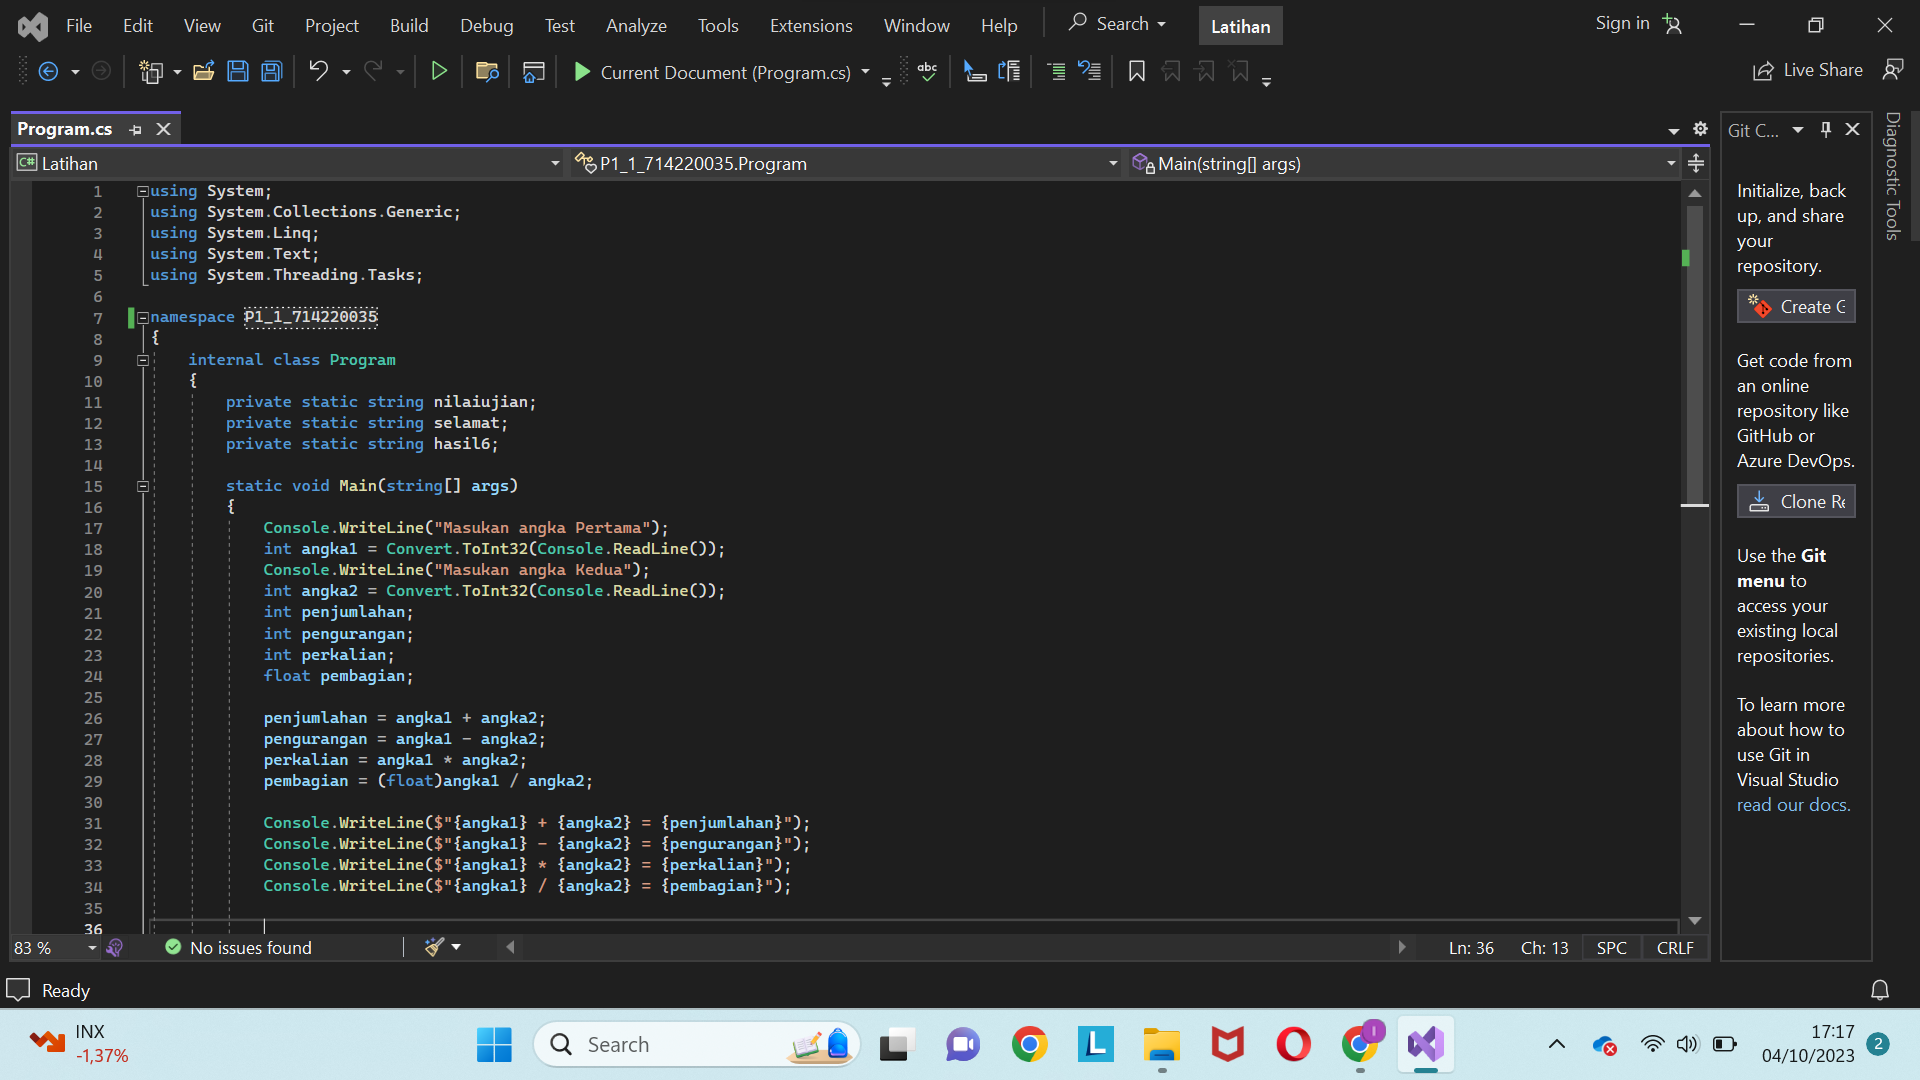 File Edit View Git Project Build Debug Test Analyze Tools Extensions Window Help Search Latihan Sign in
Current Document (Program.cs) abc Live Share
Program.cs
Latihan P1_1_714220035.Program Main(string[] args)
1 using System;
2 using System.Collections.Generic;
3 using System.Linq;
4 using System.Text;
5 using System.Threading.Tasks;
6
7 namespace P1_1_714220035
8 {
9 internal class Program
10 {
11 private static string nilaiujian;
12 private static string selamat;
13 private static string hasil6;
14
15 static void Main(string[] args)
16 {
17 Console.WriteLine("Masukan angka Pertama");
18 int angka1 = Convert.ToInt32(Console.ReadLine());
19 Console.WriteLine("Masukan angka Kedua");
20 int angka2 = Convert.ToInt32(Console.ReadLine());
21 int penjumlahan;
22 int pengurangan;
23 int perkalian;
24 float pembagian;
25
26 penjumlahan = angka1 + angka2;
27 pengurangan = angka1 - angka2;
28 perkalian = angka1 * angka2;
29 pembagian = (float)angka1 / angka2;
30
31 Console.WriteLine($"{angka1} + {angka2} = {penjumlahan}");
32 Console.WriteLine($"{angka1} - {angka2} = {pengurangan}");
33 Console.WriteLine($"{angka1} * {angka2} = {perkalian}");
34 Console.WriteLine($"{angka1} / {angka2} = {pembagian}");
35
36
83 % No issues found Ln: 36 Ch: 13 SPC CRLF
Git C...
Initialize, back
up, and share
your
repository.
Create G
Get code from
an online
repository like
GitHub or
Azure DevOps.
Clone Re
Use the Git
menu to
access your
existing local
repositories.
To learn more
about how to
use Git in
Visual Studio
read our docs.
Diagnostic Tools
Ready
INX
-1,37%
Search
L
I
17:17
04/10/2023
2